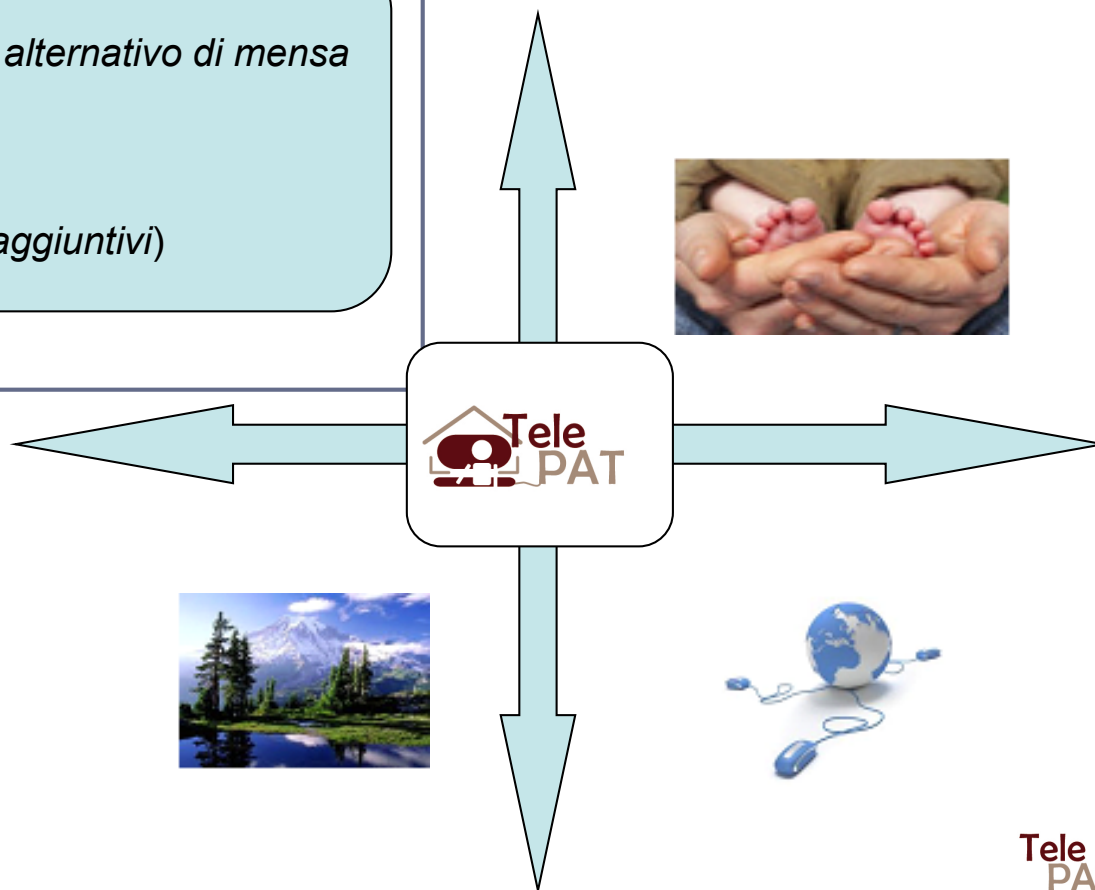 alternativo di mensa
aggiuntivi)
Tele
PAT
Tele
PA